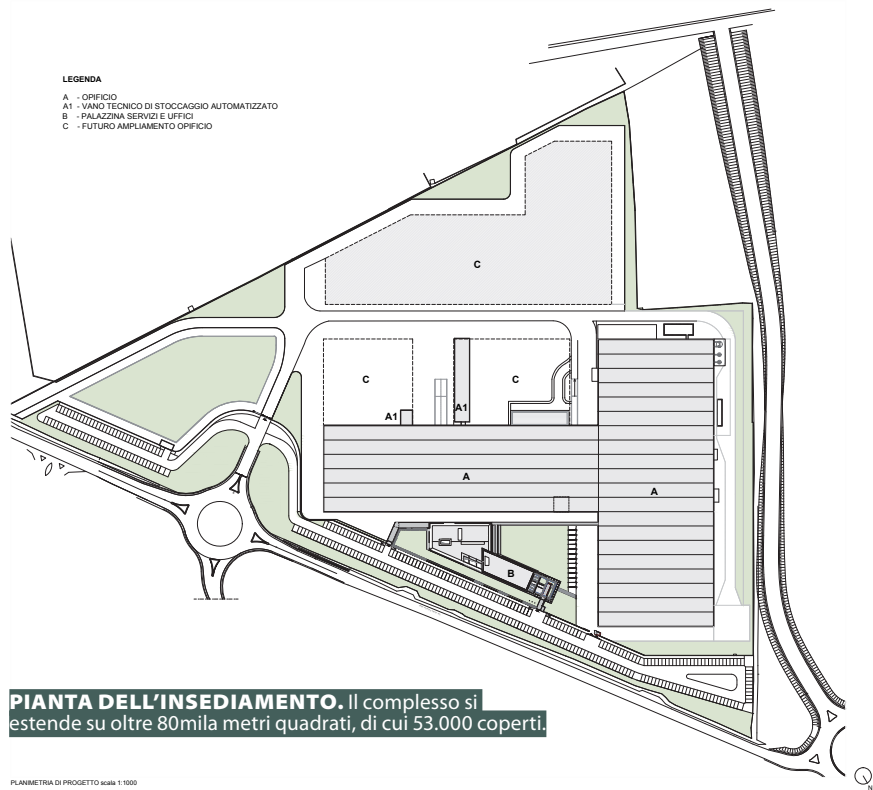 LEGENDA
A - OPIFICIO
A1 - VANO TECNICO DI STOCCAGGIO AUTOMATIZZATO
B - PALAZZINA SERVIZI E UFFICI
C - FUTURO AMPLIAMENTO OPIFICIO
C
C
C
A1
A1
A
A
B
PIANTA DELL'INSEDIAMENTO. Il complesso si
estende su oltre 80mila metri quadrati, di cui 53.000 coperti.
PLANIMETRIA DI PROGETTO scala 1:1000
N